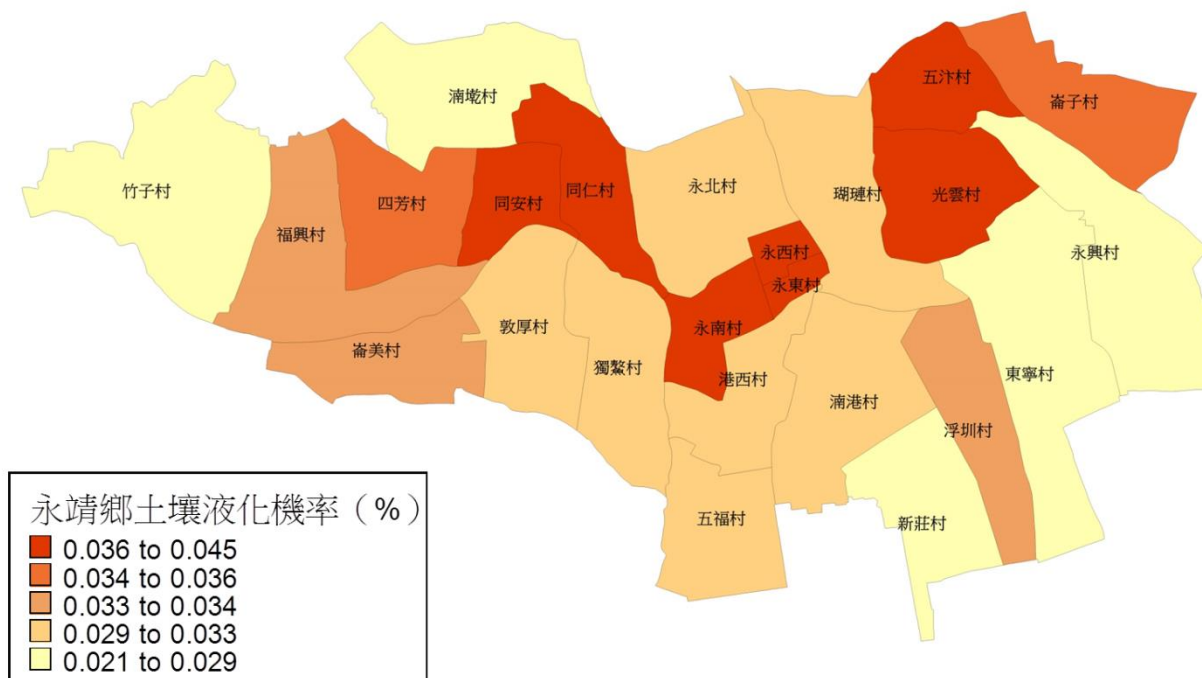 五汴村
崙子村
湳墘村
竹子村
四芳村
同安村
同仁村
永北村
瑚璉村
光雲村
福興村
永西村
永興村
永東村
敦厚村
永南村
崙美村
獨鰲村
港西村
湳港村
東寧村
浮圳村
五福村
新莊村
永靖鄉土壤液化機率（%）
0.036 to 0.045
0.034 to 0.036
0.033 to 0.034
0.029 to 0.033
0.021 to 0.029